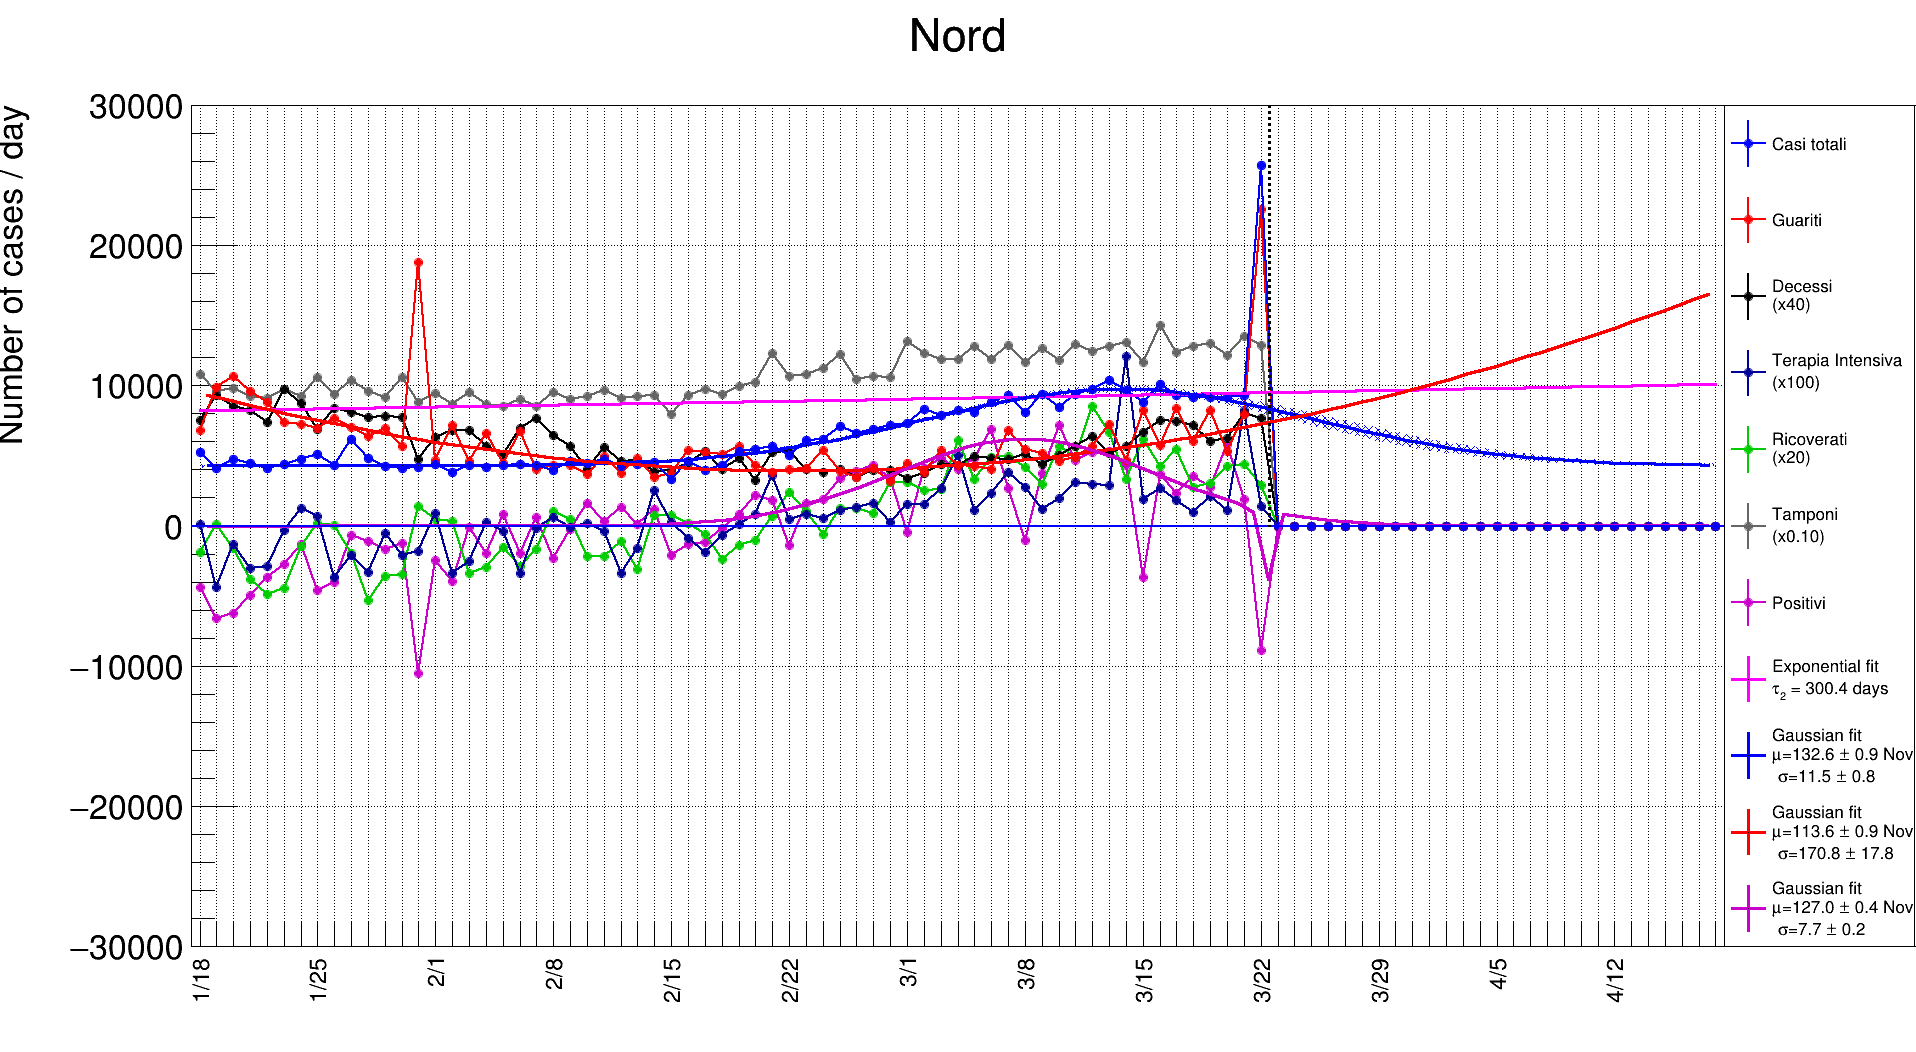 Nord
Number of cases / day
30000
20000
10000
0
−10000
−20000
−30000
1/18
1/25
2/1
2/8
2/15
2/22
3/1
3/8
3/15
3/22
3/29
4/5
4/12
Casi totali
Guariti
Decessi
(x40)
Terapia Intensiva
(x100)
Ricoverati
(x20)
Tamponi
(x0.10)
Positivi
Exponential fit
τ2 = 300.4 days
Gaussian fit
μ=132.6 ± 0.9 Nov
σ=11.5 ± 0.8
Gaussian fit
μ=113.6 ± 0.9 Nov
σ=170.8 ± 17.8
Gaussian fit
μ=127.0 ± 0.4 Nov
σ=7.7 ± 0.2